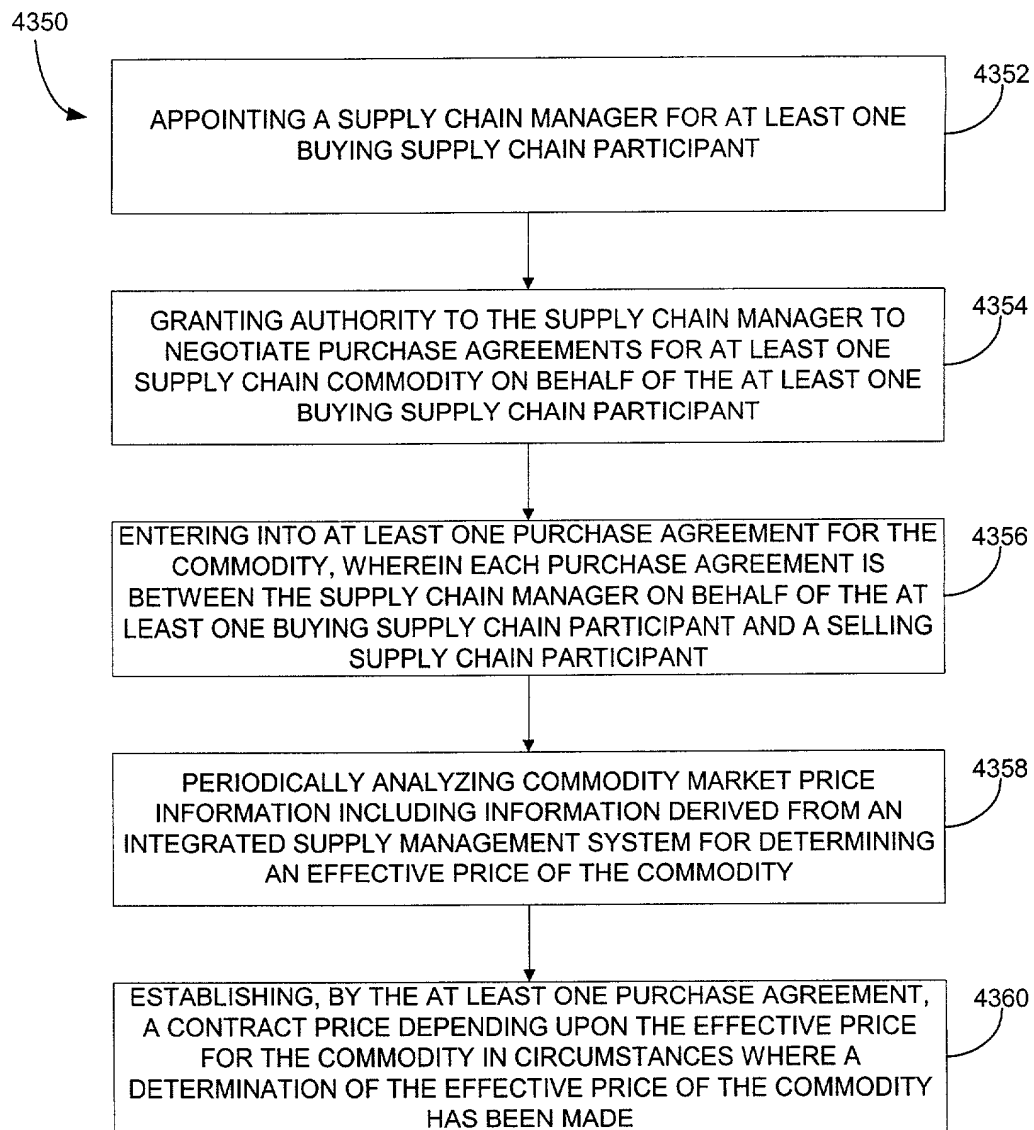 4350
4352
APPOINTING A SUPPLY CHAIN MANAGER FOR AT LEAST ONE
BUYING SUPPLY CHAIN PARTICIPANT
4354
GRANTING AUTHORITY TO THE SUPPLY CHAIN MANAGER TO
NEGOTIATE PURCHASE AGREEMENTS FOR AT LEAST ONE
SUPPLY CHAIN COMMODITY ON BEHALF OF THE AT LEAST ONE
BUYING SUPPLY CHAIN PARTICIPANT
4356
ENTERING INTO AT LEAST ONE PURCHASE AGREEMENT FOR THE
COMMODITY, WHEREIN EACH PURCHASE AGREEMENT IS
BETWEEN THE SUPPLY CHAIN MANAGER ON BEHALF OF THE AT
LEAST ONE BUYING SUPPLY CHAIN PARTICIPANT AND A SELLING
SUPPLY CHAIN PARTICIPANT
4358
PERIODICALLY ANALYZING COMMODITY MARKET PRICE
INFORMATION INCLUDING INFORMATION DERIVED FROM AN
INTEGRATED SUPPLY MANAGEMENT SYSTEM FOR DETERMINING
AN EFFECTIVE PRICE OF THE COMMODITY
4360
ESTABLISHING, BY THE AT LEAST ONE PURCHASE AGREEMENT,
A CONTRACT PRICE DEPENDING UPON THE EFFECTIVE PRICE
FOR THE COMMODITY IN CIRCUMSTANCES WHERE A
DETERMINATION OF THE EFFECTIVE PRICE OF THE COMMODITY
HAS BEEN MADE